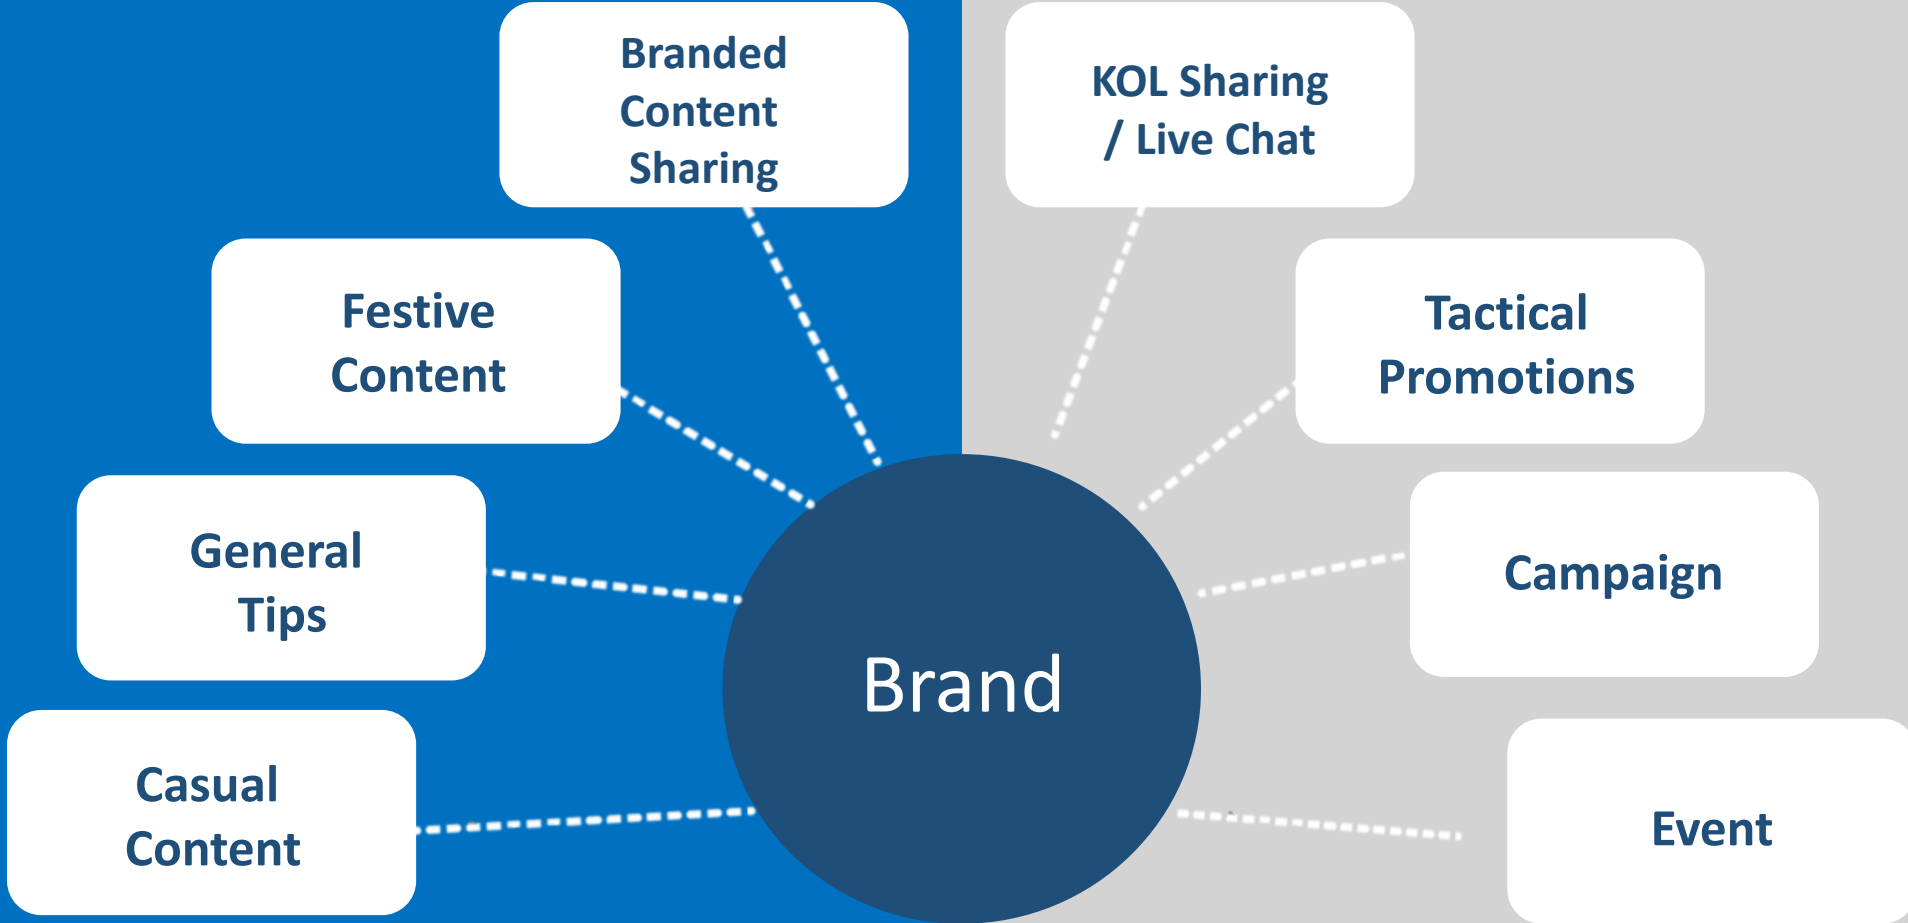 Branded
Content
Sharing
KOL Sharing
/ Live Chat
Festive
Content
Tactical
Promotions
General
Tips
Campaign
Brand
Casual
Content
Event